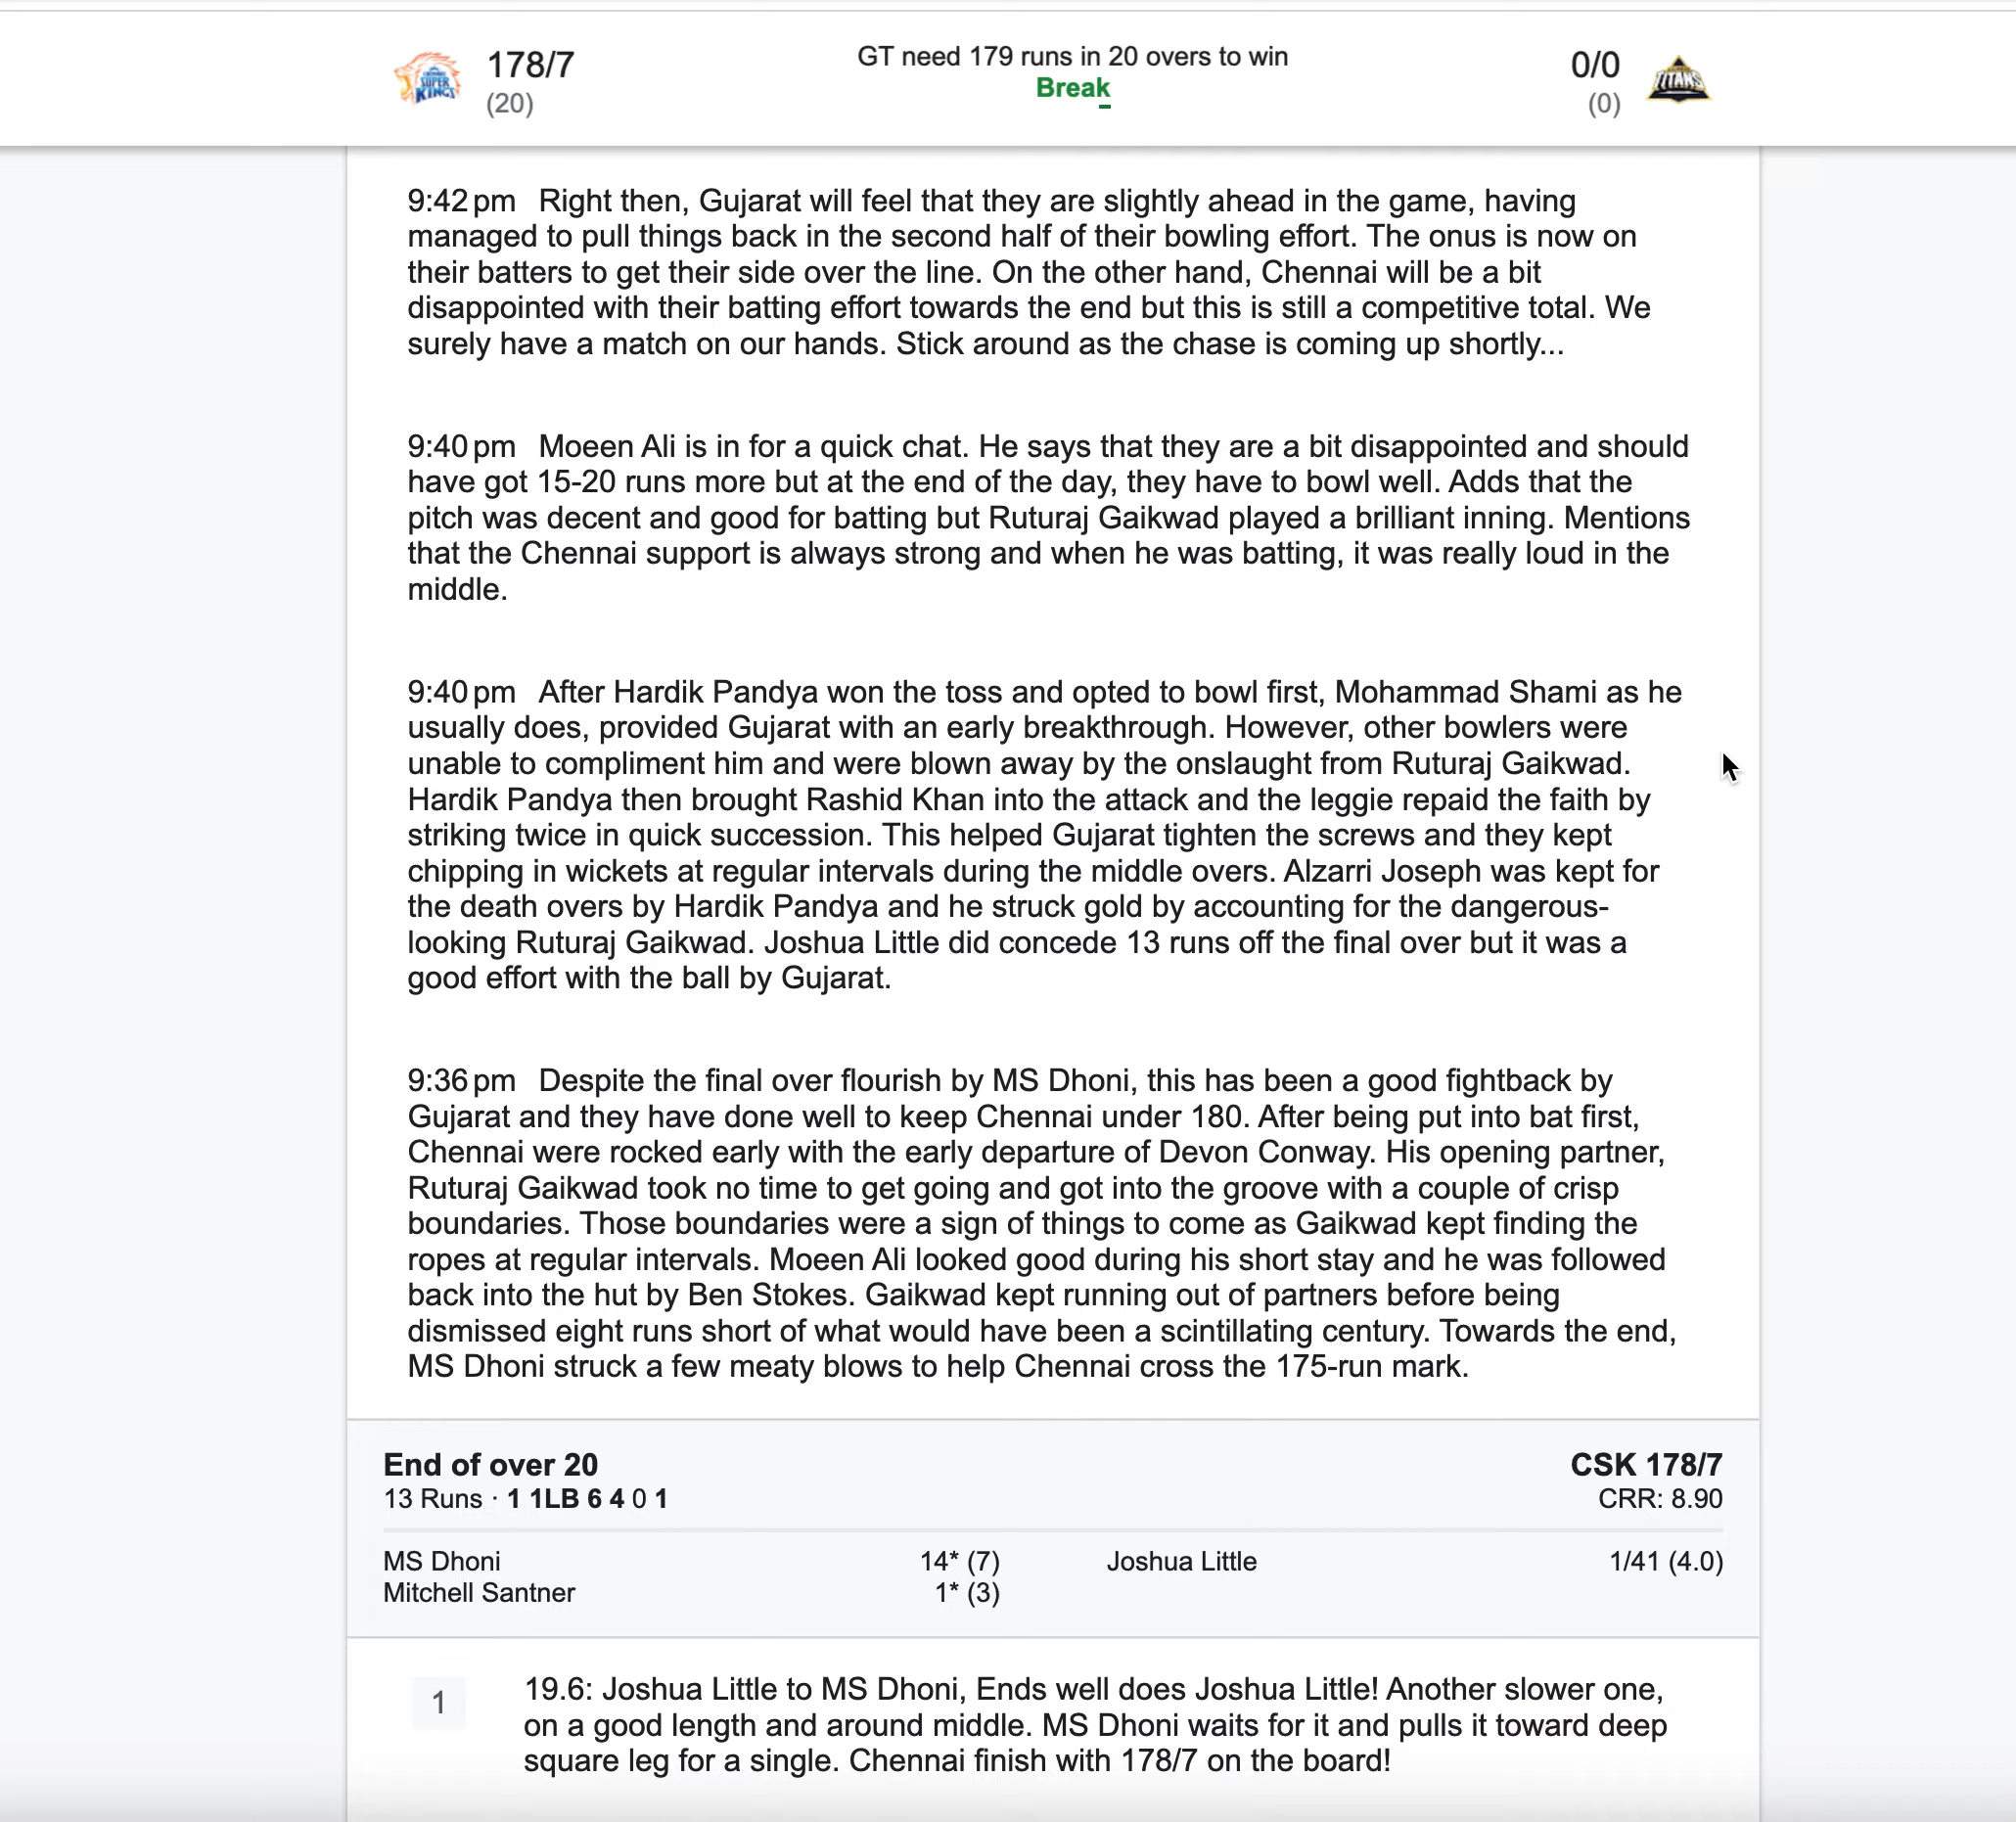 CHENNAI
SUPER
KINGS
178/7
(20)
GT need 179 runs in 20 overs to win
Break
0/0
(0)
TITANS
9:42 pm Right then, Gujarat will feel that they are slightly ahead in the game, having
managed to pull things back in the second half of their bowling effort. The onus is now on
their batters to get their side over the line. On the other hand, Chennai will be a bit
disappointed with their batting effort towards the end but this is still a competitive total. We
surely have a match on our hands. Stick around as the chase is coming up shortly...
9:40 pm Moeen Ali is in for a quick chat. He says that they are a bit disappointed and should
have got 15-20 runs more but at the end of the day, they have to bowl well. Adds that the
pitch was decent and good for batting but Ruturaj Gaikwad played a brilliant inning. Mentions
that the Chennai support is always strong and when he was batting, it was really loud in the
middle.
9:40 pm After Hardik Pandya won the toss and opted to bowl first, Mohammad Shami as he
usually does, provided Gujarat with an early breakthrough. However, other bowlers were
unable to compliment him and were blown away by the onslaught from Ruturaj Gaikwad.
Hardik Pandya then brought Rashid Khan into the attack and the leggie repaid the faith by
striking twice in quick succession. This helped Gujarat tighten the screws and they kept
chipping in wickets at regular intervals during the middle overs. Alzarri Joseph was kept for
the death overs by Hardik Pandya and he struck gold by accounting for the dangerous-
looking Ruturaj Gaikwad. Joshua Little did concede 13 runs off the final over but it was a
good effort with the ball by Gujarat.
9:36 pm Despite the final over flourish by MS Dhoni, this has been a good fightback by
Gujarat and they have done well to keep Chennai under 180. After being put into bat first,
Chennai were rocked early with the early departure of Devon Conway. His opening partner,
Ruturaj Gaikwad took no time to get going and got into the groove with a couple of crisp
boundaries. Those boundaries were a sign of things to come as Gaikwad kept finding the
ropes at regular intervals. Moeen Ali looked good during his short stay and he was followed
back into the hut by Ben Stokes. Gaikwad kept running out of partners before being
dismissed eight runs short of what would have been a scintillating century. Towards the end,
MS Dhoni struck a few meaty blows to help Chennai cross the 175-run mark.
End of over 20
CSK 178/7
13 Runs · 1 1LB 6 4 0 1
CRR: 8.90
MS Dhoni 14* (7) Joshua Little 1/41 (4.0)
Mitchell Santner 1* (3)
1
19.6: Joshua Little to MS Dhoni, Ends well does Joshua Little! Another slower one,
on a good length and around middle. MS Dhoni waits for it and pulls it toward deep
square leg for a single. Chennai finish with 178/7 on the board!